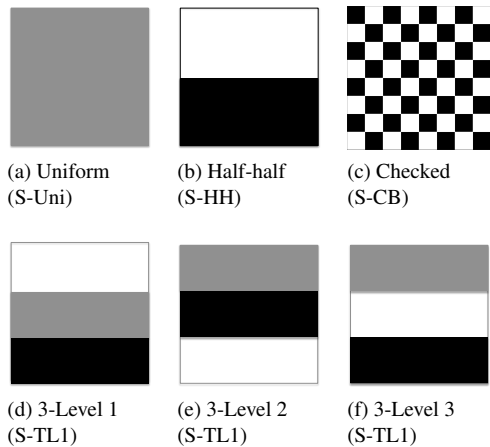 (a) Uniform
(S-Uni)
(b) Half-half
(S-HH)
(c) Checked
(S-CB)
(d) 3-Level 1
(S-TL1)
(e) 3-Level 2
(S-TL1)
(f) 3-Level 3
(S-TL1)